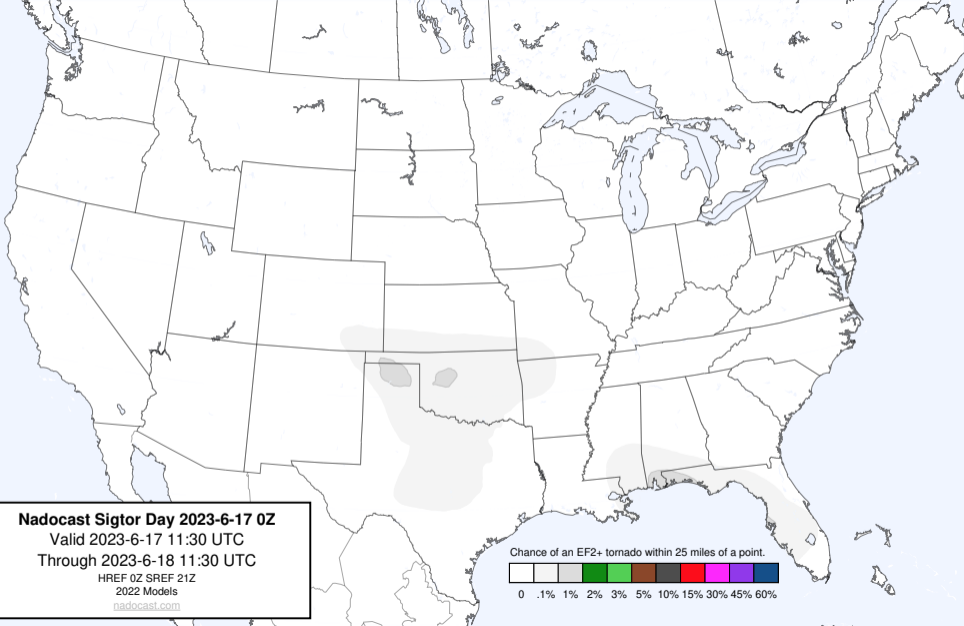 Nadocast Sigtor Day 2023-6-17 0Z
Valid 2023-6-17 11:30 UTC
Through 2023-6-18 11:30 UTC
HREF 0Z SREF 21Z
2022 Models
nadocast.com
Chance of an EF2+ tornado within 25 miles of a point.
0 .1% 1% 2% 3% 5% 10% 15% 30% 45% 60%